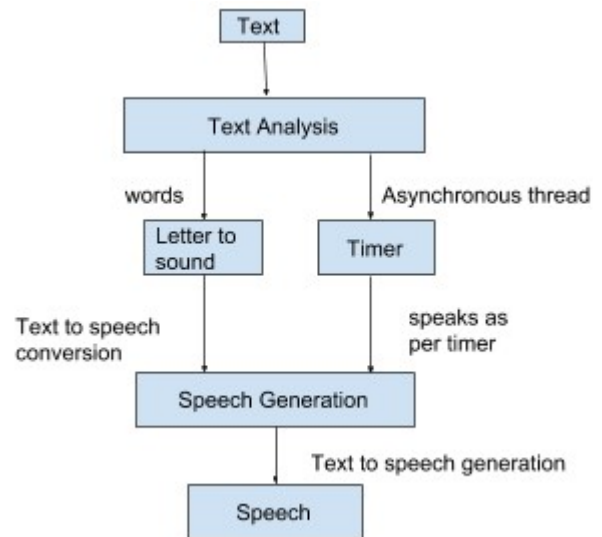 Text
Text Analysis
words
Asynchronous thread
Letter to
sound
Timer
Text to speech
conversion
speaks as
per timer
Speech Generation
Text to speech generation
Speech